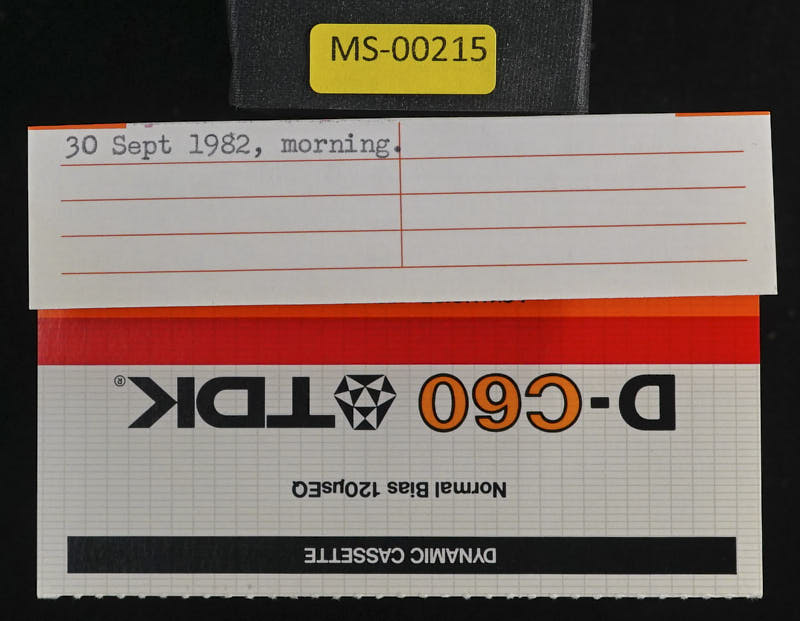 MS-00215
30 Sept 1982, morning.
D-C60 TDK®
Normal Bias 120µsEQ
DYNAMIC CASSETTE